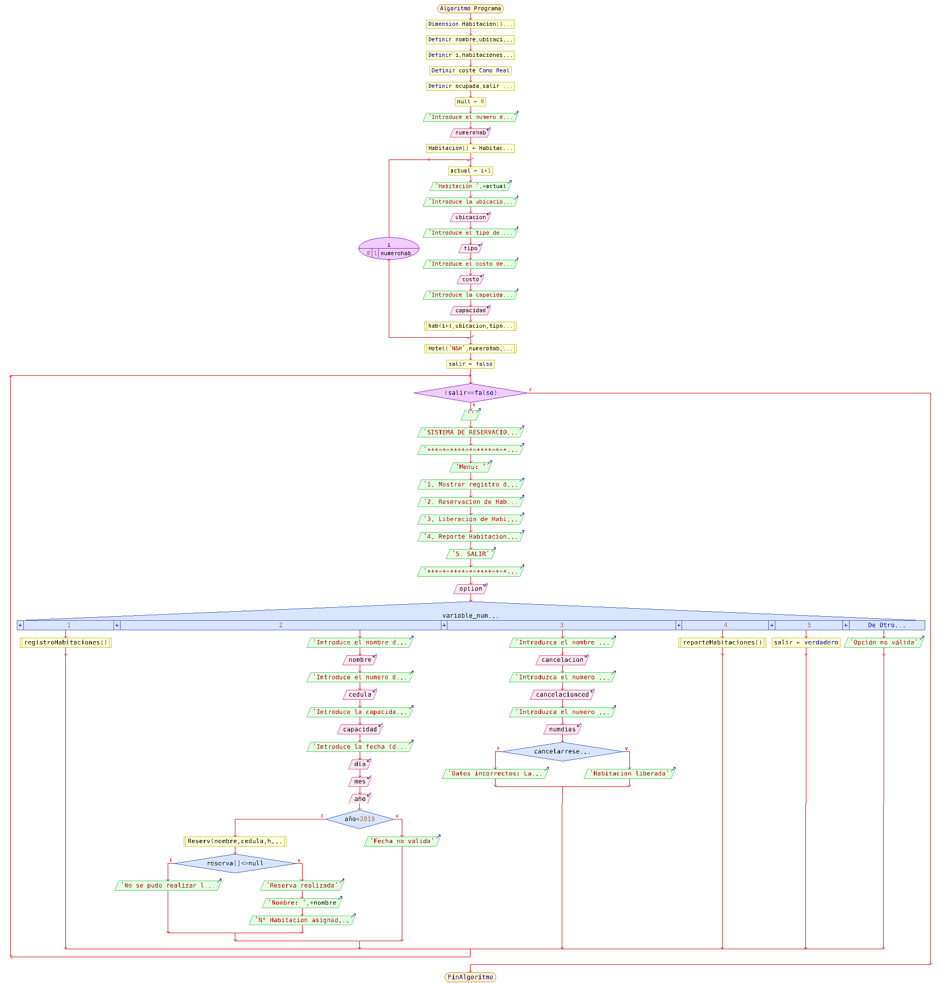 Algoritmo Programa
Dimension Habitacion(3,...
Definir nombre,ubicaci...
Definir i,habitaciones,..
Definir coste Como Real
Definir ocupada,salir ...
null ← 0
'Introduce el numero d...
numerohab
Habitacion[] ← Habitac...
actual ← i+1
'Habitación ',+actual
'Introduce la ubicacio...
ubicacion
'Introduce el tipo de ...
tipo
'Introduce el costo de...
costo
'Introduce la capacida...
capacidad
i
0 1 numerohab
hab(i+1,ubicacion,tipo...
Hotel('N&H',numerohab,...
salir ← falso
(salir==falso)
F
V
''
'SISTEMA DE RESERVACIO...
'Menu: '
'1. Mostrar registro d...
'2. Reservacion de Hab...
'3. Liberación de Habi...
'4. Reporte Habitacion...
'5. SALIR'
option
variable_num...
+ 1 + 2 + 3 + 4 + 5 + De Otro...
registroHabitaciones()
'Introduce el nombre d...
'Introduzca el nombre ...
reporteHabitaciones()
salir ← verdadero
'Opción no válida'
nombre
cancelacion
'Introduce el numero d...
'Introduzca el numero ...
cedula
cancelacionced
'Introduce la capacida...
'Introduzca el numero ...
capacidad
numdias
'Introduce la fecha (d...
cancelarrese...
F
V
dia
'Datos incorrectos: La...
'Habitacion liberada'
mes
año
año<2019
F
V
Reserv(nombre,cedula,h...
'Fecha no valida'
reserva[]<>null
F
V
'No se pudo realizar l...
'Reserva realizada'
'Nombre: ',+nombre
'N° Habitacion asignad...
FinAlgoritmo